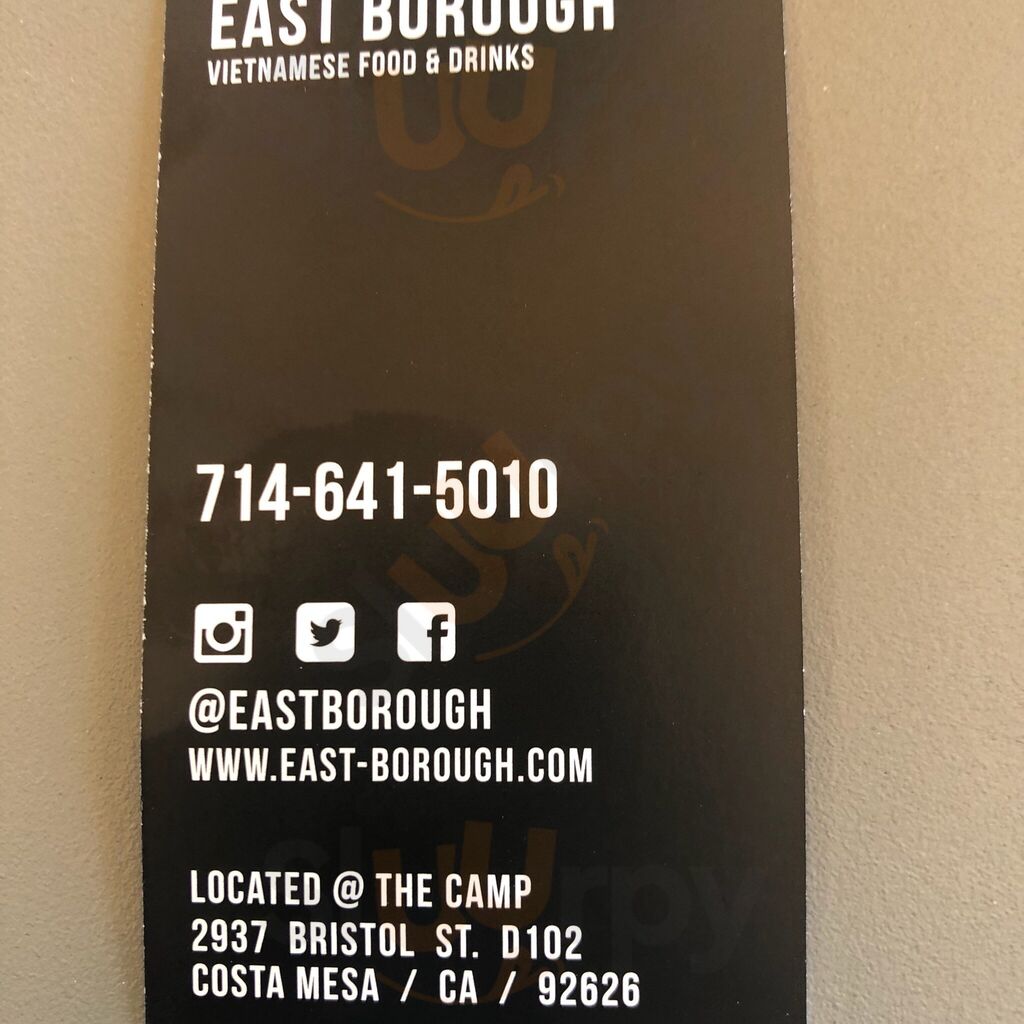 EAST BOROUGH
VIETNAMESE FOOD & DRINKS
714-641-5010
@EASTBOROUGH
WWW.EAST-BOROUGH.COM
LOCATED @ THE CAMP
2937 BRISTOL ST. D102
COSTA MESA / CA / 92626
Sluurpy